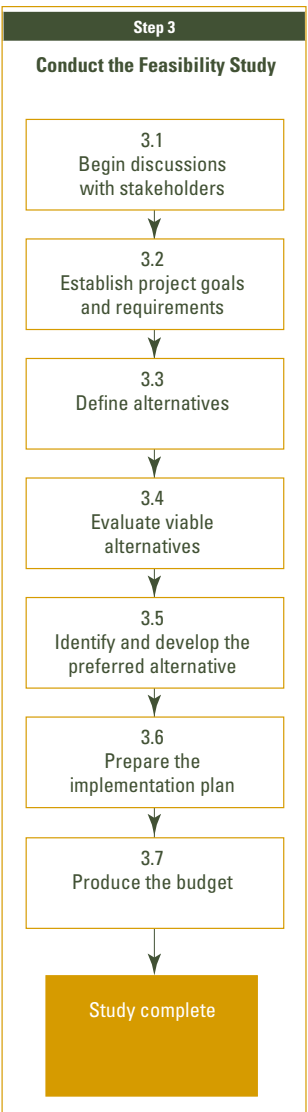 Step 3
Conduct the Feasibility Study
3.1
Begin discussions
with stakeholders
3.2
Establish project goals
and requirements
3.3
Define alternatives
3.4
Evaluate viable
alternatives
3.5
Identify and develop the
preferred alternative
3.6
Prepare the
implementation plan
3.7
Produce the budget
Study complete